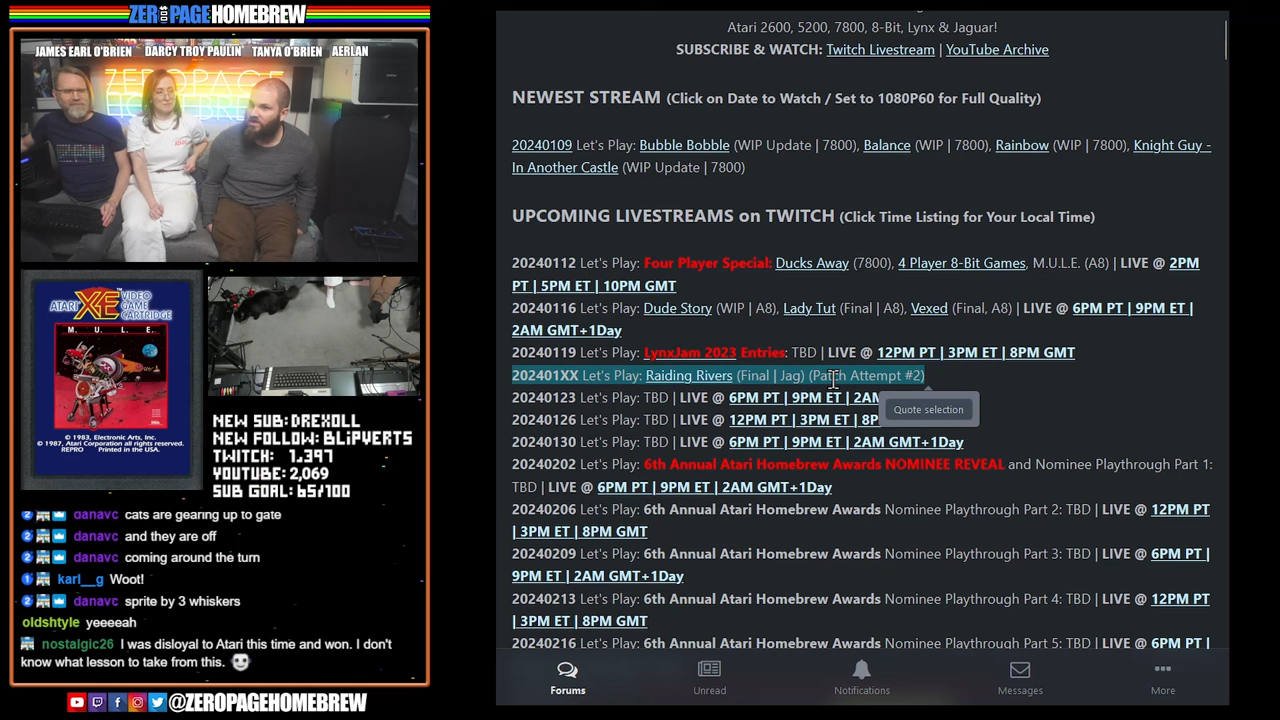 ZEROPAGEHOMEBREW
JAMES EARL O'BRIEN DARCY TROY PAULIN TANYA O'BRIEN AERLAN
ZEROPAGE
HOMEBREW
ATARI XE VIDEO GAME CARTRIDGE
M.U.L.E.
© 1983, Electronic Arts, Inc.
© 1987, Atari Corporation all rights reserved.
REPRO Printed in the USA.
NEW SUB: DREXOLL
NEW FOLLOW: BLIPVERTS
TWITCH: 1,397
YOUTUBE: 2,069
SUB GOAL: 65/100
danavc cats are gearing up to gate
danavc and they are off
danavc coming around the turn
karl__g Woot!
danavc sprite by 3 whiskers
oldshtyle yeeeeah
nostalgic26 I was disloyal to Atari this time and won. I don't
know what lesson to take from this.
@ZEROPAGEHOMEBREW
Atari 2600, 5200, 7800, 8-Bit, Lynx & Jaguar!
SUBSCRIBE & WATCH: Twitch Livestream | YouTube Archive
NEWEST STREAM (Click on Date to Watch / Set to 1080P60 for Full Quality)
20240109 Let's Play: Bubble Bobble (WIP Update | 7800), Balance (WIP | 7800), Rainbow (WIP | 7800), Knight Guy -
In Another Castle (WIP Update | 7800)
UPCOMING LIVESTREAMS on TWITCH (Click Time Listing for Your Local Time)
20240112 Let's Play: Four Player Special: Ducks Away (7800), 4 Player 8-Bit Games, M.U.L.E. (A8) | LIVE @ 2PM
PT | 5PM ET | 10PM GMT
20240116 Let's Play: Dude Story (WIP | A8), Lady Tut (Final | A8), Vexed (Final, A8) | LIVE @ 6PM PT | 9PM ET |
2AM GMT+1Day
20240119 Let's Play: LynxJam 2023 Entries: TBD | LIVE @ 12PM PT | 3PM ET | 8PM GMT
202401XX Let's Play: Raiding Rivers (Final | Jag) (Patch Attempt #2)
20240123 Let's Play: TBD | LIVE @ 6PM PT | 9PM ET | 2AM
Quote selection
20240126 Let's Play: TBD | LIVE @ 12PM PT | 3PM ET | 8P
20240130 Let's Play: TBD | LIVE @ 6PM PT | 9PM ET | 2AM GMT+1Day
20240202 Let's Play: 6th Annual Atari Homebrew Awards NOMINEE REVEAL and Nominee Playthrough Part 1:
TBD | LIVE @ 6PM PT | 9PM ET | 2AM GMT+1Day
20240206 Let's Play: 6th Annual Atari Homebrew Awards Nominee Playthrough Part 2: TBD | LIVE @ 12PM PT
| 3PM ET | 8PM GMT
20240209 Let's Play: 6th Annual Atari Homebrew Awards Nominee Playthrough Part 3: TBD | LIVE @ 6PM PT |
9PM ET | 2AM GMT+1Day
20240213 Let's Play: 6th Annual Atari Homebrew Awards Nominee Playthrough Part 4: TBD | LIVE @ 12PM PT
| 3PM ET | 8PM GMT
20240216 Let's Play: 6th Annual Atari Homebrew Awards Nominee Playthrough Part 5: TBD | LIVE @ 6PM PT |
Forums Unread Notifications Messages More